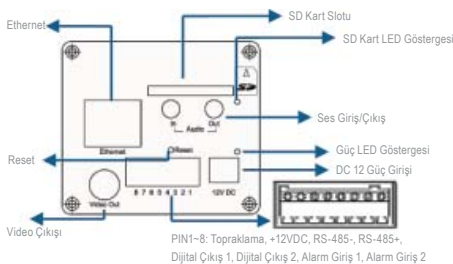 SD Kart Slotu
Ethernet
SD Kart LED Göstergesi
SD
In
Out
Audio
Ses Giriş/Çıkış
Ethernet
Reset
Güç LED Göstergesi
Reset
DC 12 Güç Girişi
8 7 6 5 4 3 2 1
12V DC
Video Out
Video Çıkışı
PIN1~8: Topraklama, +12VDC, RS-485-, RS-485+,
Dijital Çıkış 1, Dijital Çıkış 2, Alarm Giriş 1, Alarm Giriş 2